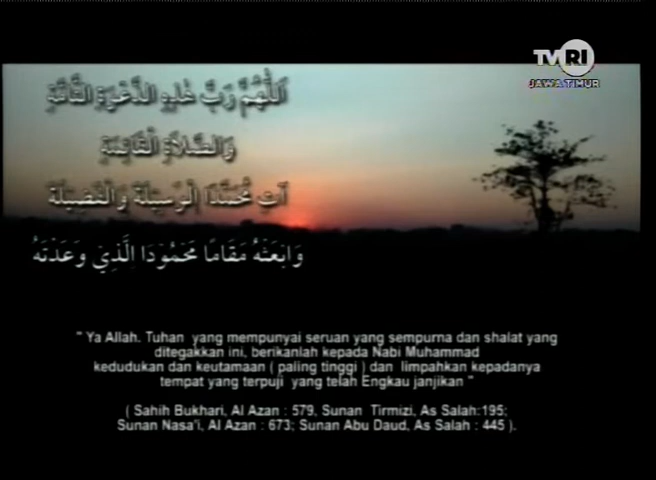 TVRI
JAWA TIMUR
اَللّٰهُمَّ رَبَّ هٰذِهِ الدَّعْوَةِ التَّامَّةِ
وَالصَّلَاةِ الْقَائِمَةِ
آتِ مُحَمَّدًا الْوَسِيْلَةَ وَالْفَضِيْلَةَ
وَابْعَثْهُ مَقَامًا مَحْمُوْدًا الَّذِيْ وَعَدْتَهُ
" Ya Allah. Tuhan yang mempunyai seruan yang sempurna dan shalat yang
ditegakkan ini, berikanlah kepada Nabi Muhammad
kedudukan dan keutamaan ( paling tinggi ) dan limpahkan kepadanya
tempat yang terpuji yang telah Engkau janjikan "
( Sahih Bukhari, Al Azan : 579, Sunan Tirmizi, As Salah:195;
Sunan Nasa'i, Al Azan : 673; Sunan Abu Daud, As Salah : 445 ).